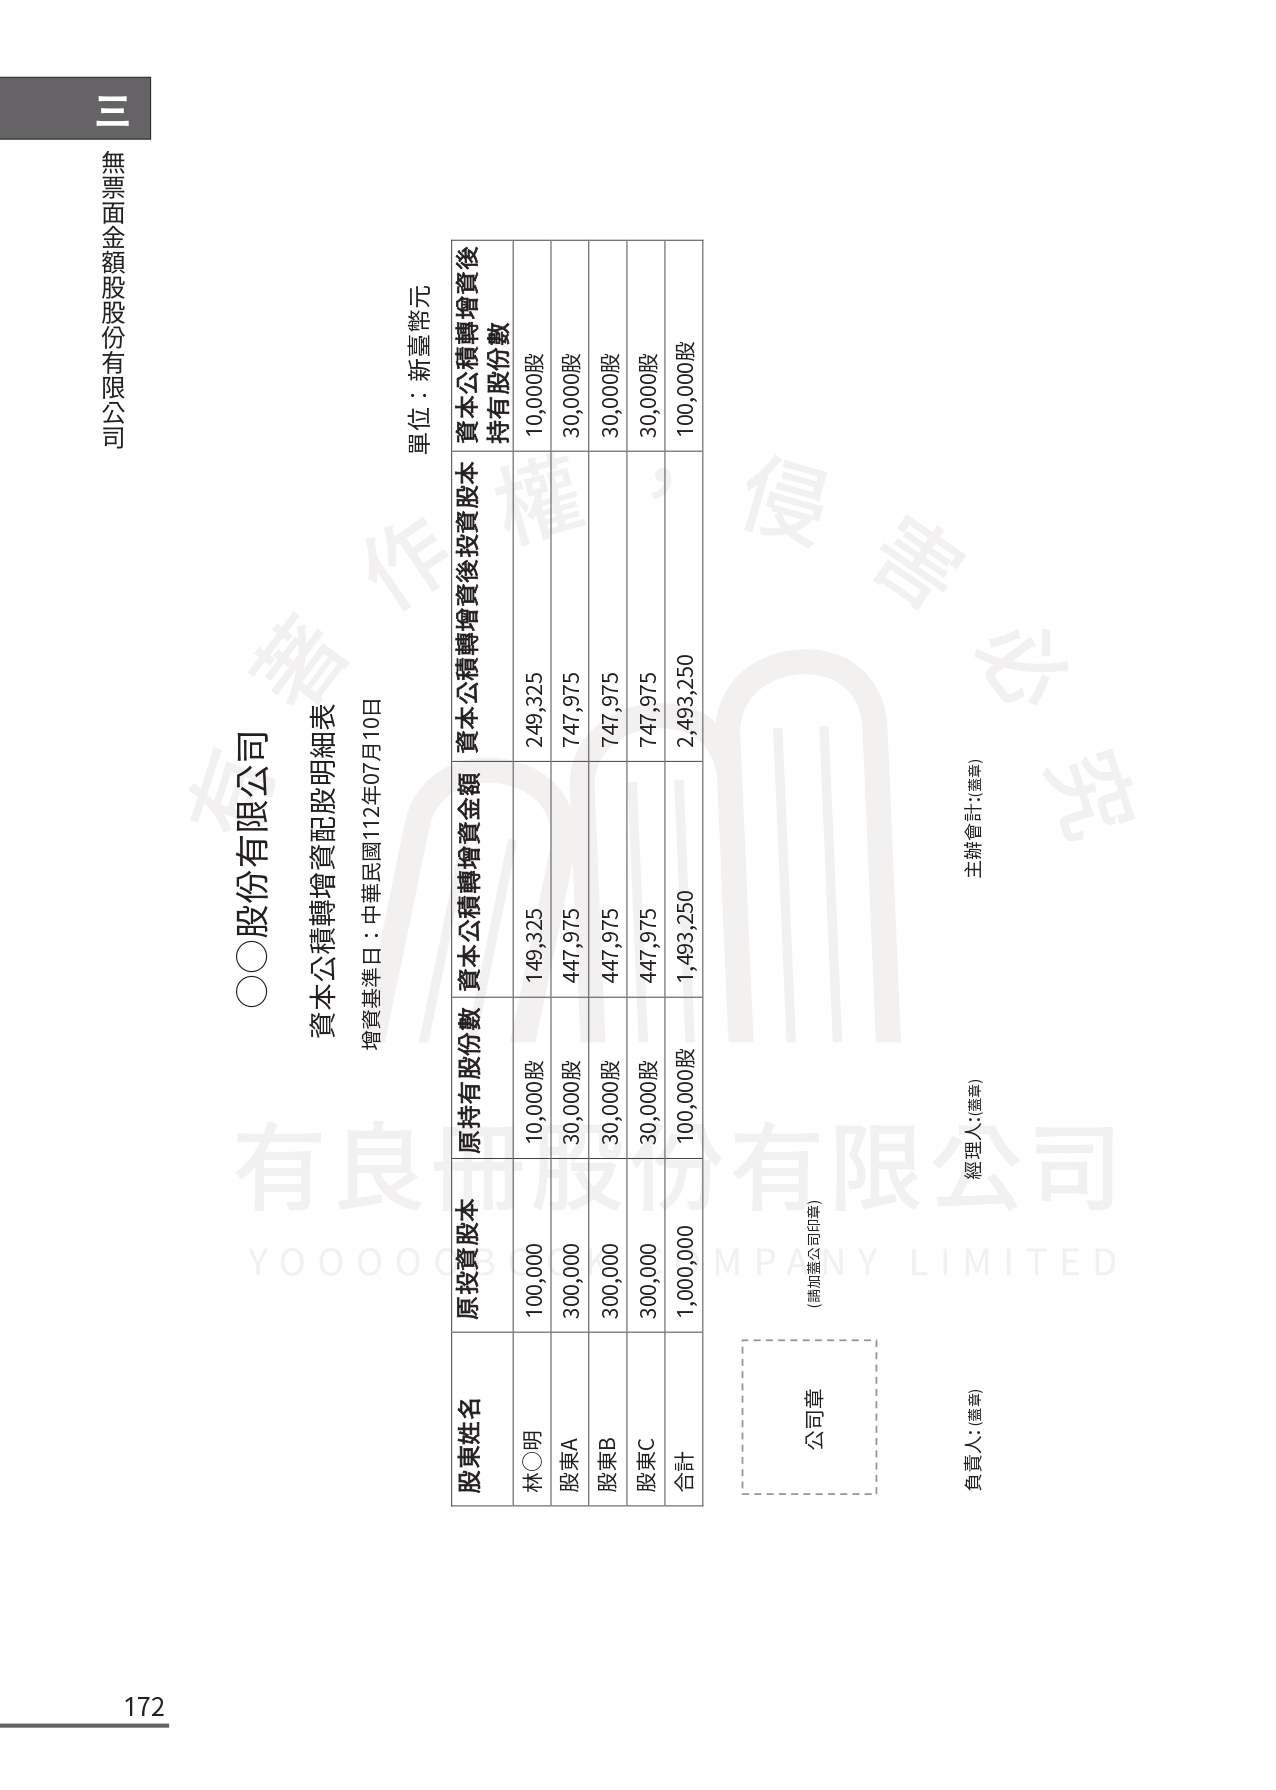 三
無票面金額股股份有限公司
○○股份有限公司
資本公積轉增資配股明細表
增資基準日：中華民國112年07月10日
單位：新臺幣元
股東姓名 原投資股本 原持有股份數 資本公積轉增資金額 資本公積轉增資後投資股本 資本公積轉增資後
持有股份數
林○明 100,000 10,000股 149,325 249,325 10,000股
股東A 300,000 30,000股 447,975 747,975 30,000股
股東B 300,000 30,000股 447,975 747,975 30,000股
股東C 300,000 30,000股 447,975 747,975 30,000股
合計 1,000,000 100,000股 1,493,250 2,493,250 100,000股
公司章 (請加蓋公司印章)
負責人:(蓋章) 經理人:(蓋章) 主辦會計:(蓋章)
有著作權，侵害必究
有良冊股份有限公司
YOOOOOBOOK COMPANY LIMITED
172